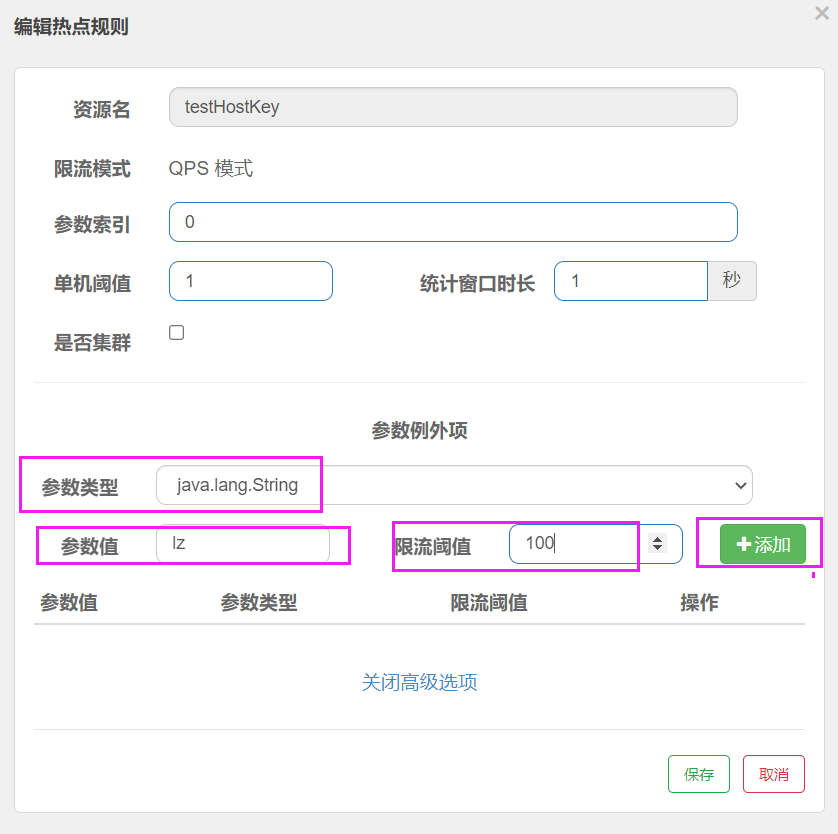 编辑热点规则
资源名 testHostKey
限流模式 QPS 模式
参数索引 0
单机阈值 1 统计窗口时长 1 秒
是否集群
参数例外项
参数类型 java.lang.String
参数值 lz 限流阈值 100 添加
参数值 参数类型 限流阈值 操作
关闭高级选项
保存 取消